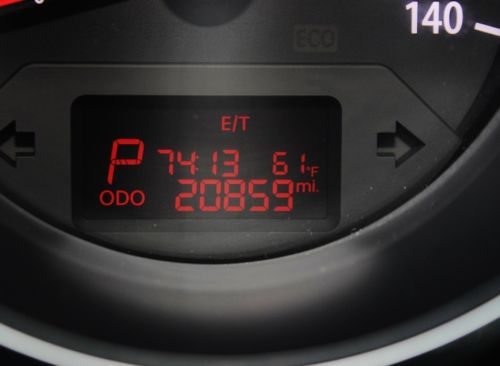 140
ECO
E/T
P 7413 61°F
ODO 20859 mi.